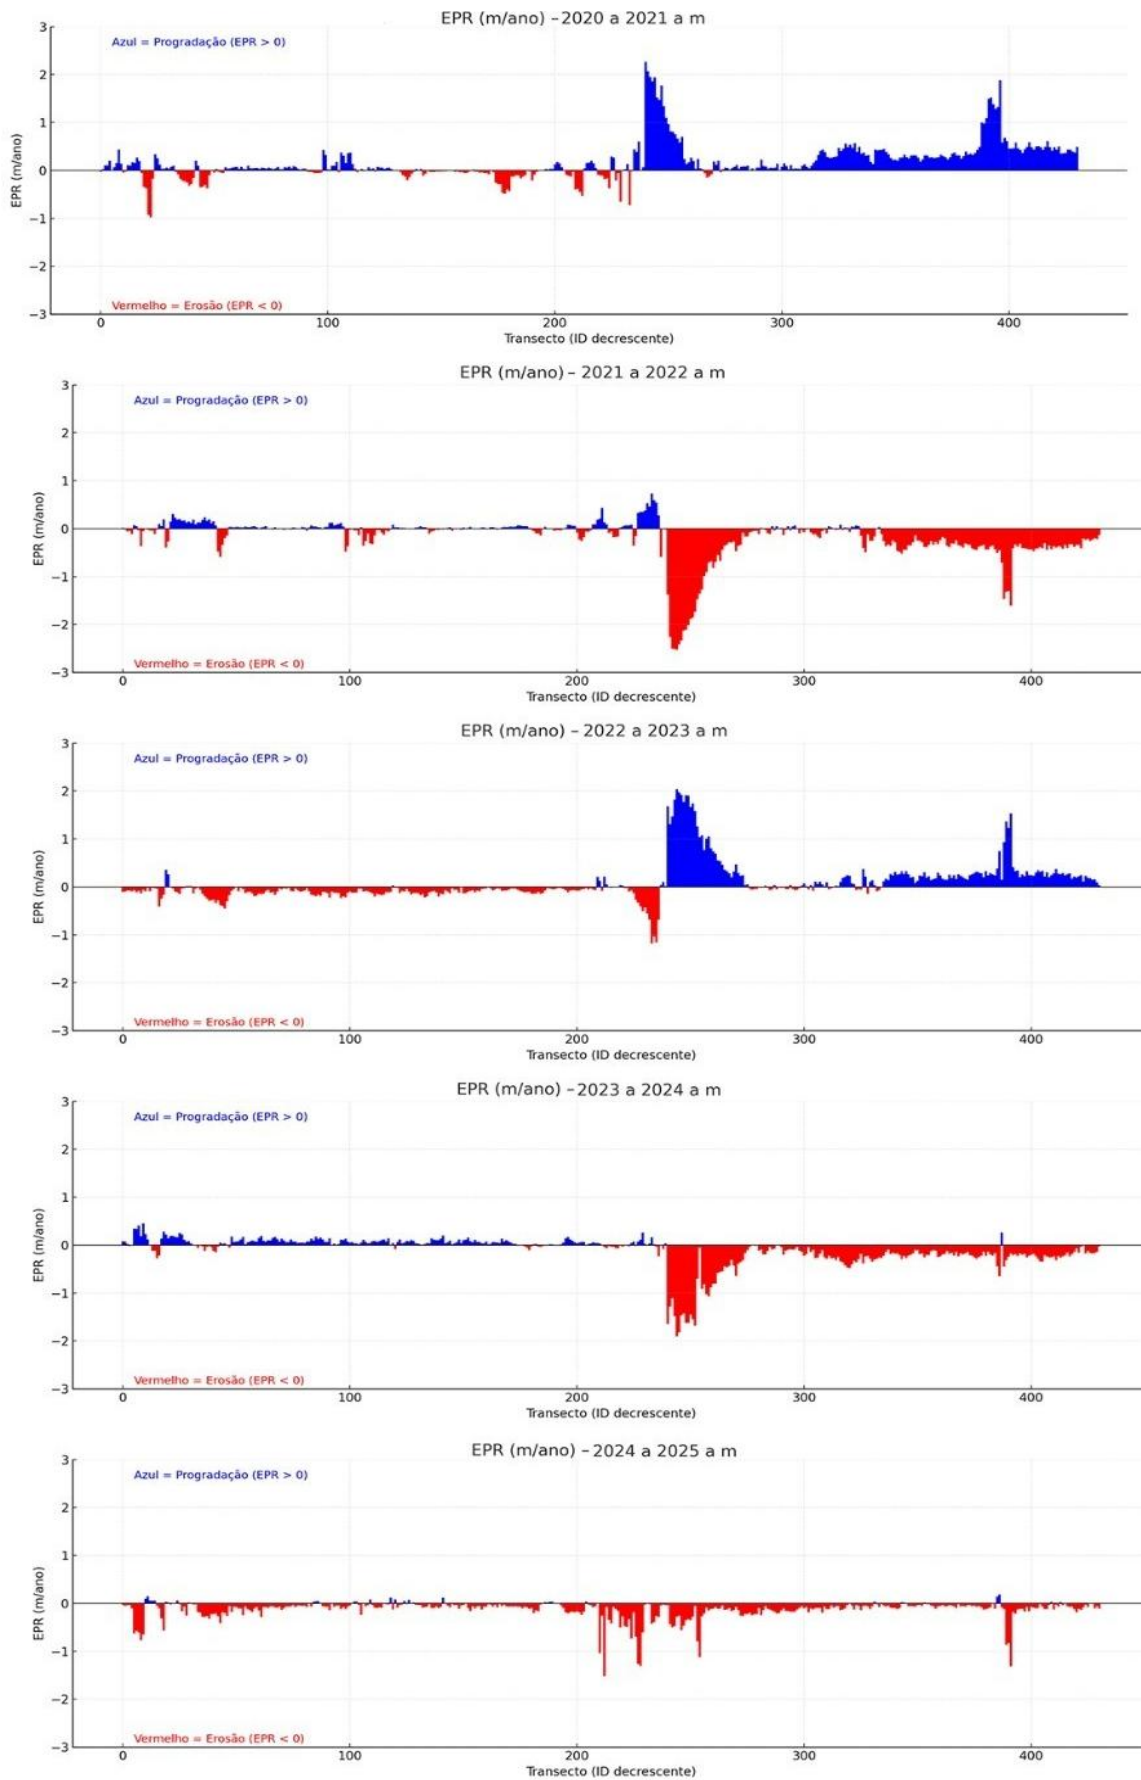 EPR (m/ano) – 2020 a 2021 a m
3
Azul = Progradação (EPR > 0)
2
1
0
−1
−2
−3
EPR (m/ano)
Vermelho = Erosão (EPR < 0)
0 100 200 300 400
Transecto (ID decrescente)
EPR (m/ano) – 2021 a 2022 a m
3
Azul = Progradação (EPR > 0)
2
1
0
−1
−2
−3
EPR (m/ano)
Vermelho = Erosão (EPR < 0)
0 100 200 300 400
Transecto (ID decrescente)
EPR (m/ano) – 2022 a 2023 a m
3
Azul = Progradação (EPR > 0)
2
1
0
−1
−2
−3
EPR (m/ano)
Vermelho = Erosão (EPR < 0)
0 100 200 300 400
Transecto (ID decrescente)
EPR (m/ano) – 2023 a 2024 a m
3
Azul = Progradação (EPR > 0)
2
1
0
−1
−2
−3
EPR (m/ano)
Vermelho = Erosão (EPR < 0)
0 100 200 300 400
Transecto (ID decrescente)
EPR (m/ano) – 2024 a 2025 a m
3
Azul = Progradação (EPR > 0)
2
1
0
−1
−2
−3
EPR (m/ano)
Vermelho = Erosão (EPR < 0)
0 100 200 300 400
Transecto (ID decrescente)